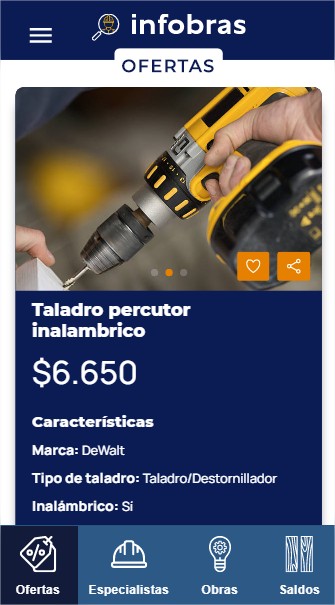 infobras
OFERTAS
Taladro percutor
inalambrico
$6.650
Características
Marca: DeWalt
Tipo de taladro: Taladro/Destornillador
Inalámbrico: Sí
Ofertas
Especialistas
Obras
Saldos